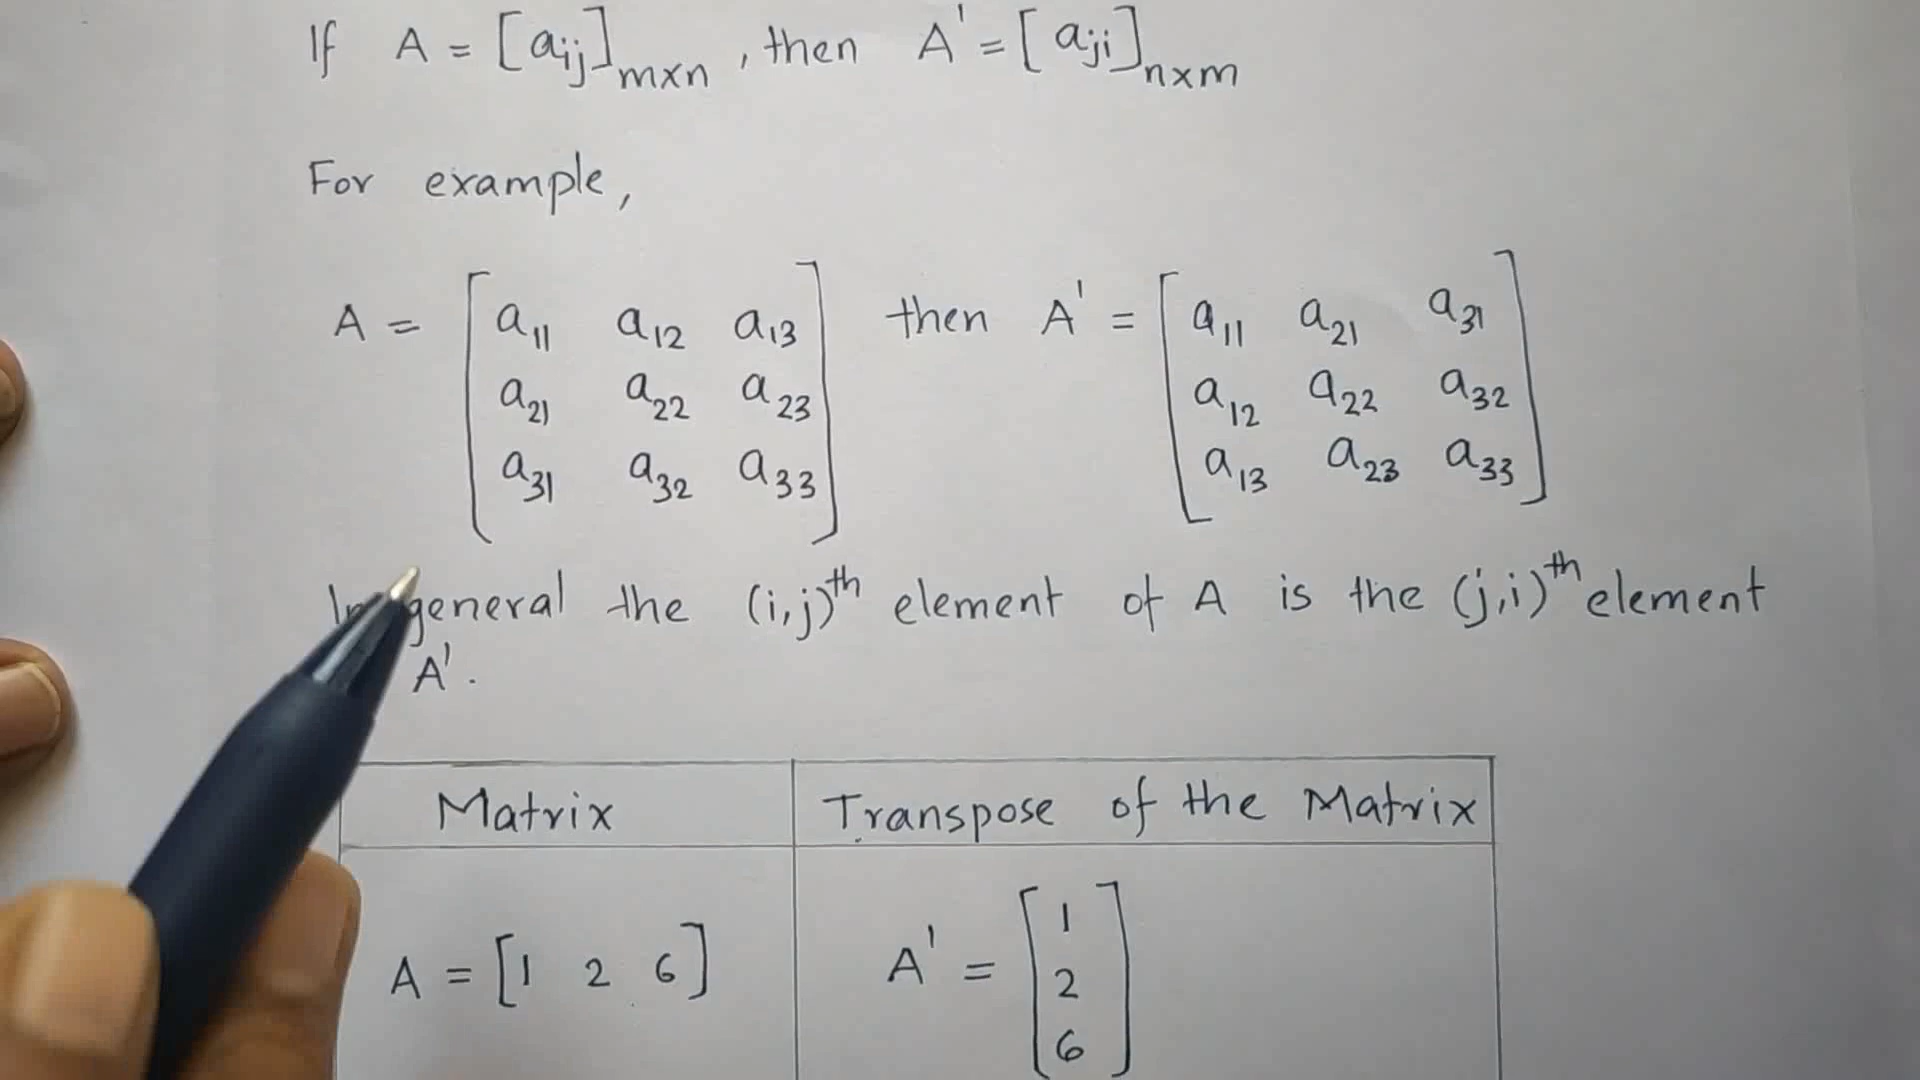 If A = [aij]m×n , then A' = [aji]n×m
For example,
A = [a11 a12 a13 then A' = [a11 a21 a31
a21 a22 a23 a12 a22 a32
a31 a32 a33] a13 a23 a33]
In general the (i,j)th element of A is the (j,i)th element
A'.
Matrix Transpose of the Matrix
A = [1 2 6] A' = [1
2
6]